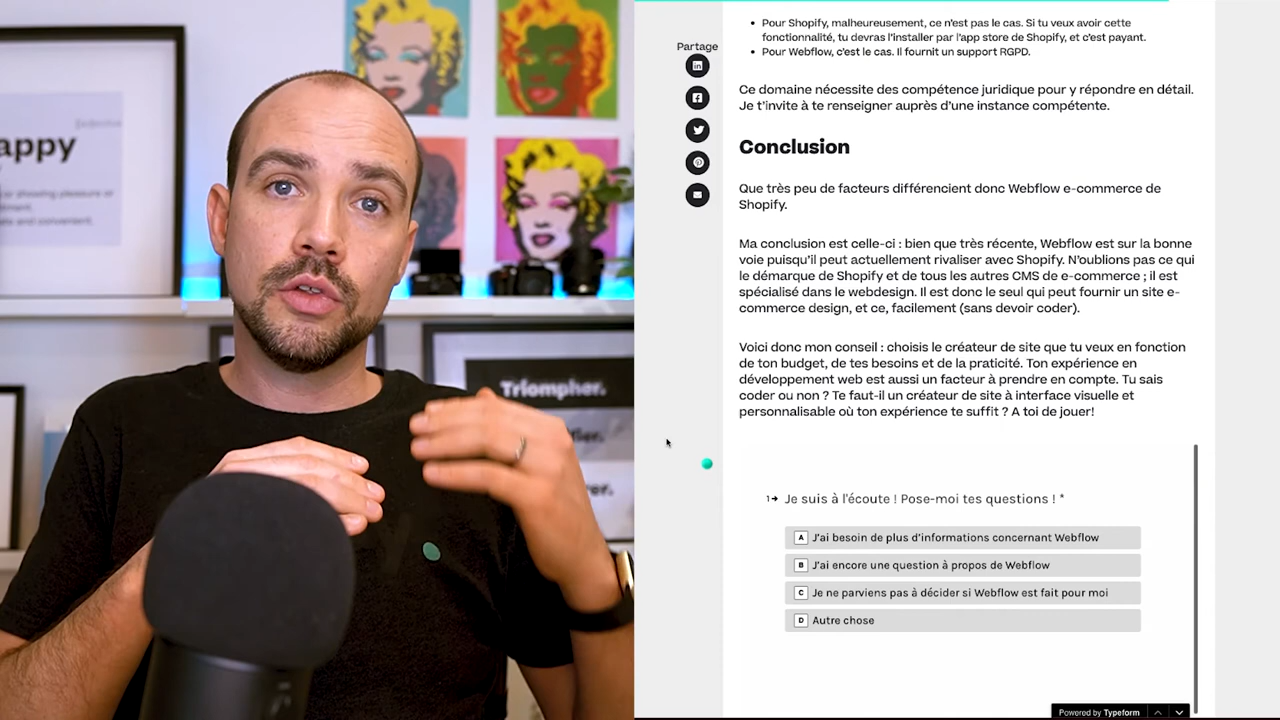 appy
Triompher.
Partage
Pour Shopify, malheureusement, ce n'est pas le cas. Si tu veux avoir cette
fonctionnalité, tu devras l'installer par l'app store de Shopify, et c'est payant.
Pour Webflow, c'est le cas. Il fournit un support RGPD.
Ce domaine nécessite des compétence juridique pour y répondre en détail.
Je t'invite à te renseigner auprès d'une instance compétente.
Conclusion
Que très peu de facteurs différencient donc Webflow e-commerce de
Shopify.
Ma conclusion est celle-ci : bien que très récente, Webflow est sur la bonne
voie puisqu'il peut actuellement rivaliser avec Shopify. N'oublions pas ce qui
le démarque de Shopify et de tous les autres CMS de e-commerce ; il est
spécialisé dans le webdesign. Il est donc le seul qui peut fournir un site e-
commerce design, et ce, facilement (sans devoir coder).
Voici donc mon conseil : choisis le créateur de site que tu veux en fonction
de ton budget, de tes besoins et de la praticité. Ton expérience en
développement web est aussi un facteur à prendre en compte. Tu sais
coder ou non ? Te faut-il un créateur de site à interface visuelle et
personnalisable où ton expérience te suffit ? A toi de jouer!
1 Je suis à l'écoute ! Pose-moi tes questions ! *
A J'ai besoin de plus d'informations concernant Webflow
B J'ai encore une question à propos de Webflow
C Je ne parviens pas à décider si Webflow est fait pour moi
D Autre chose
Powered by Typeform